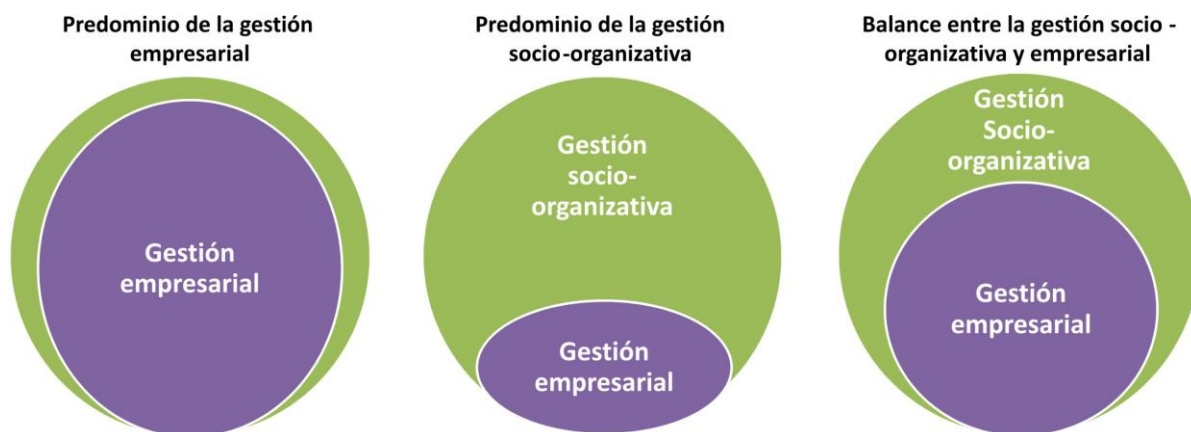 Predominio de la gestión
empresarial
Gestión
empresarial
Predominio de la gestión
socio-organizativa
Gestión
socio-
organizativa
Gestión
empresarial
Balance entre la gestión socio -
organizativa y empresarial
Gestión
Socio-
organizativa
Gestión
empresarial